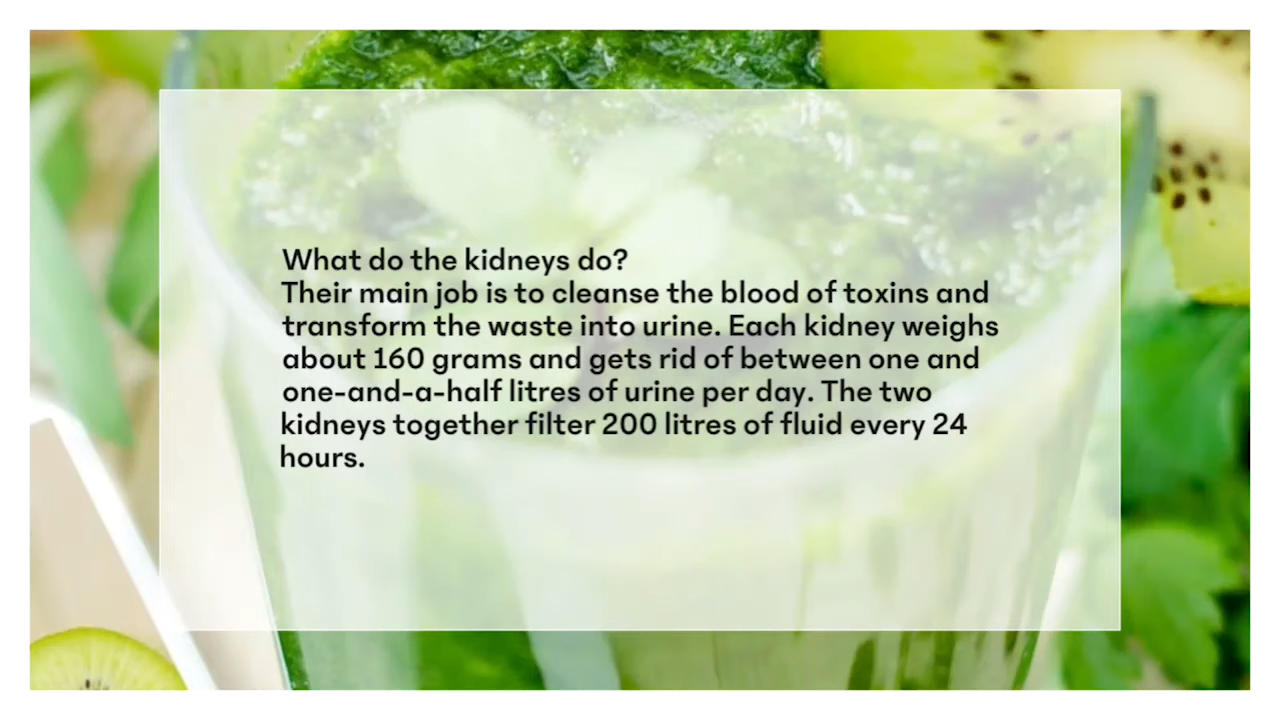 What do the kidneys do?
Their main job is to cleanse the blood of toxins and
transform the waste into urine. Each kidney weighs
about 160 grams and gets rid of between one and
one-and-a-half litres of urine per day. The two
kidneys together filter 200 litres of fluid every 24
hours.